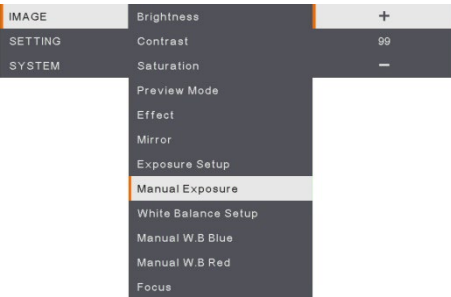 IMAGE
SETTING
SYSTEM
Brightness
Contrast
Saturation
Preview Mode
Effect
Mirror
Exposure Setup
Manual Exposure
White Balance Setup
Manual W.B Blue
Manual W.B Red
Focus
+
99
−